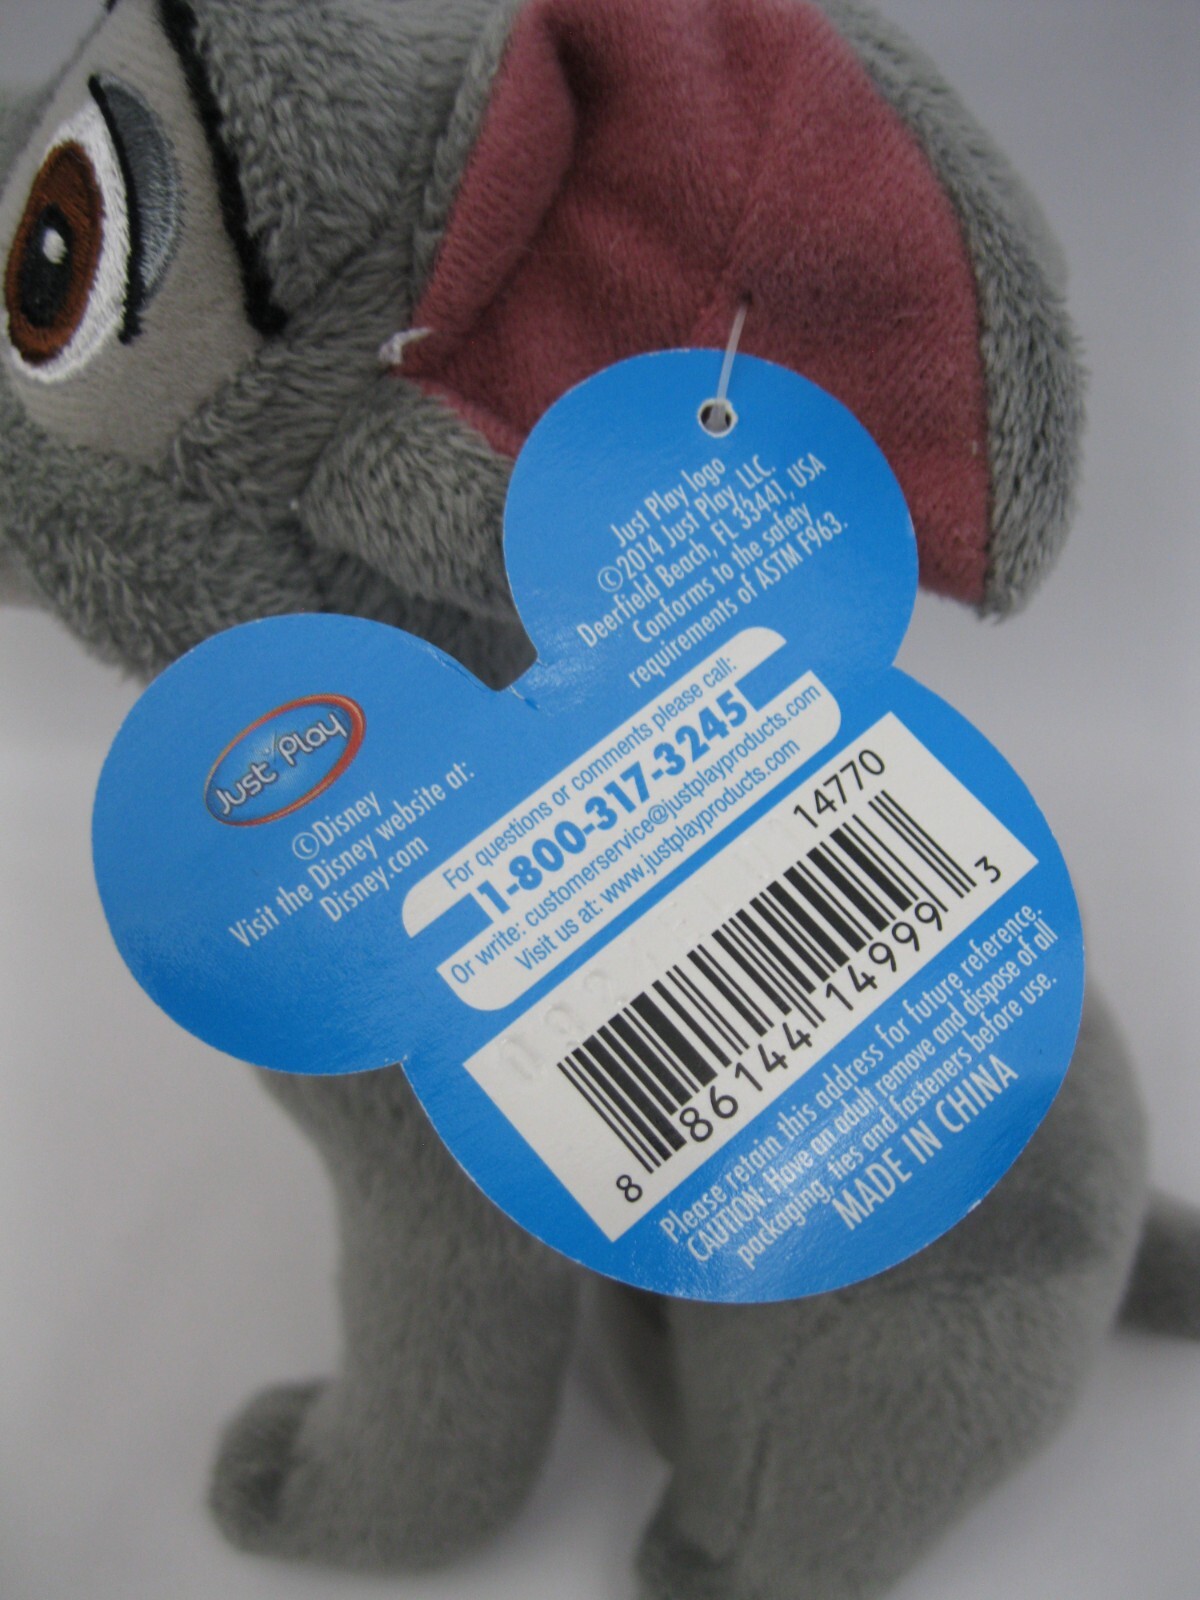 Just Play logo
©2014 Just Play, LLC.
Deerfield Beach, FL 33441, USA
Conforms to the safety
requirements of ASTM F963.
Just Play
©Disney
Visit the Disney website at:
Disney.com
For questions or comments please call:
1-800-317-3245
Or write: customerservice@justplayproducts.com
Visit us at: www.justplayproducts.com
14770
8 86144 14999 3
Please retain this address for future reference.
CAUTION: Have an adult remove and dispose of all
packaging, ties and fasteners before use.
MADE IN CHINA